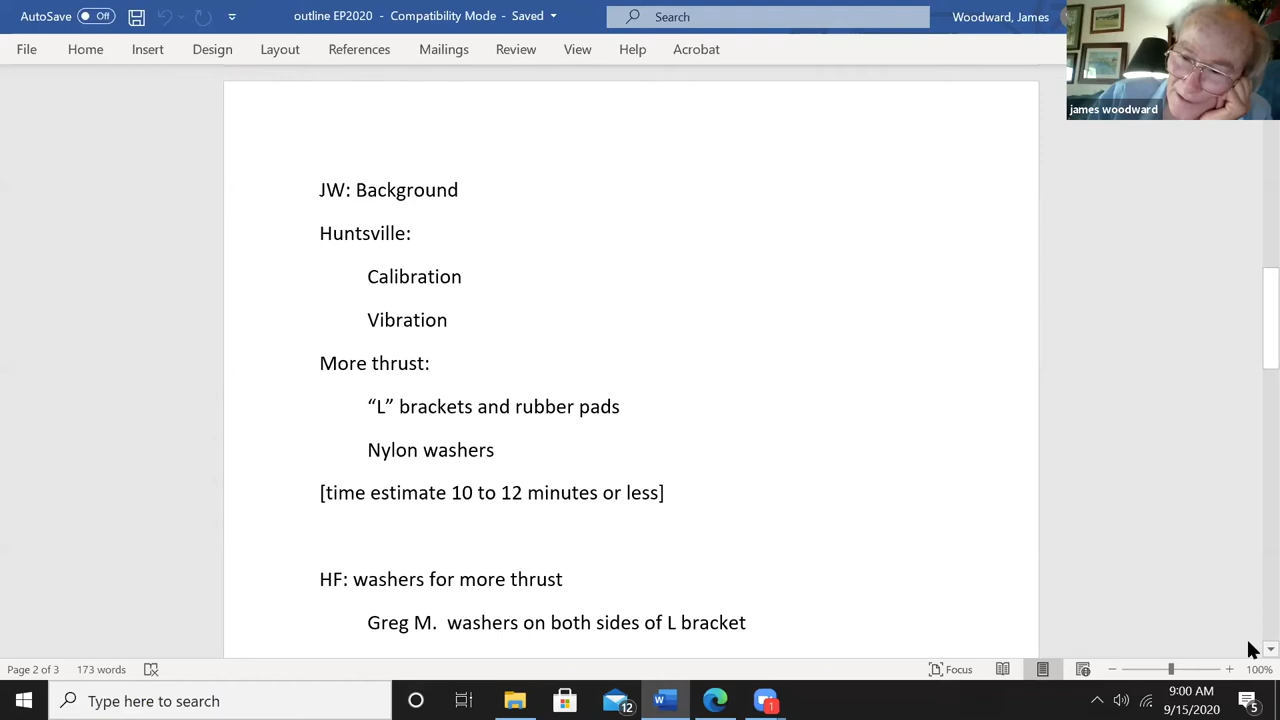 AutoSave Off outline EP2020 - Compatibility Mode - Saved Search Woodward, James
File Home Insert Design Layout References Mailings Review View Help Acrobat
james woodward
JW: Background
Huntsville:
Calibration
Vibration
More thrust:
“L” brackets and rubber pads
Nylon washers
[time estimate 10 to 12 minutes or less]
HF: washers for more thrust
Greg M. washers on both sides of L bracket
Page 2 of 3 173 words Focus 100%
Type here to search 12 1 9:00 AM 5
9/15/2020